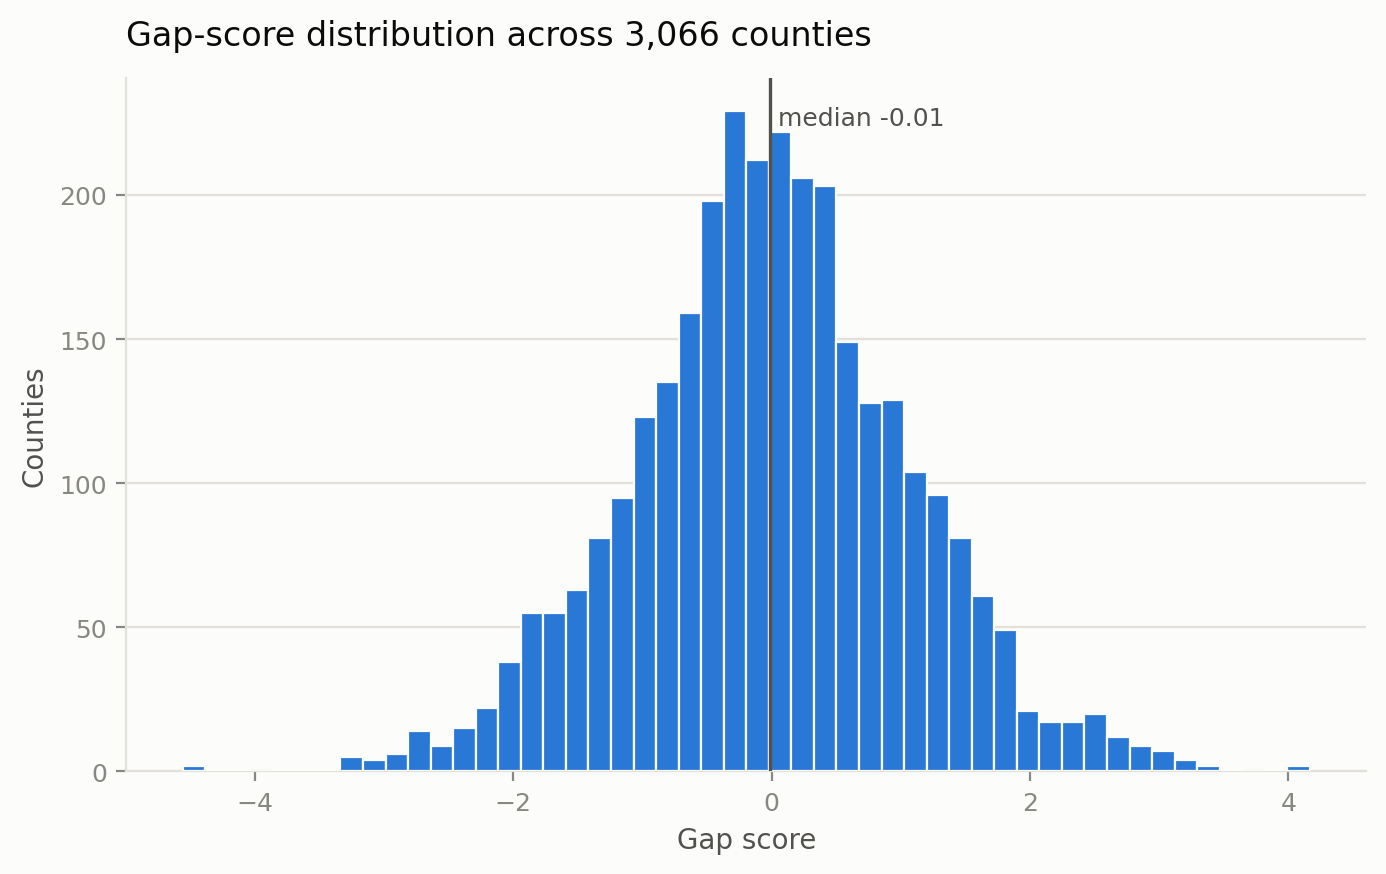 Gap-score distribution across 3,066 counties
median -0.01
200
150
100
50
0
Counties
−4
−2
0
2
4
Gap score